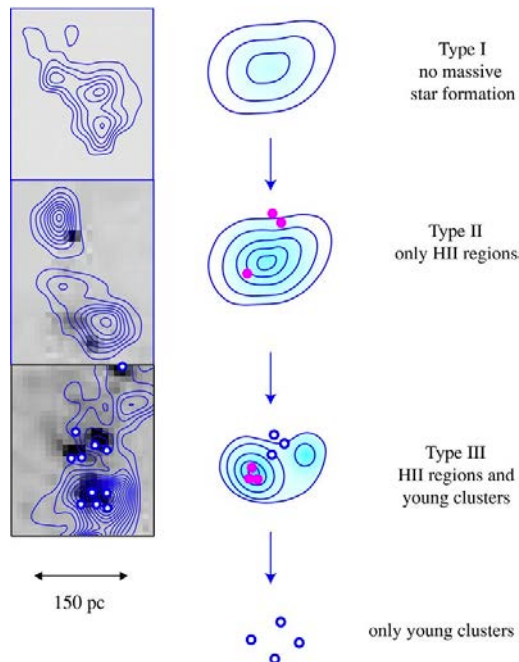 Type I
no massive
star formation
Type II
only HII regions
Type III
HII regions and
young clusters
150 pc
only young clusters